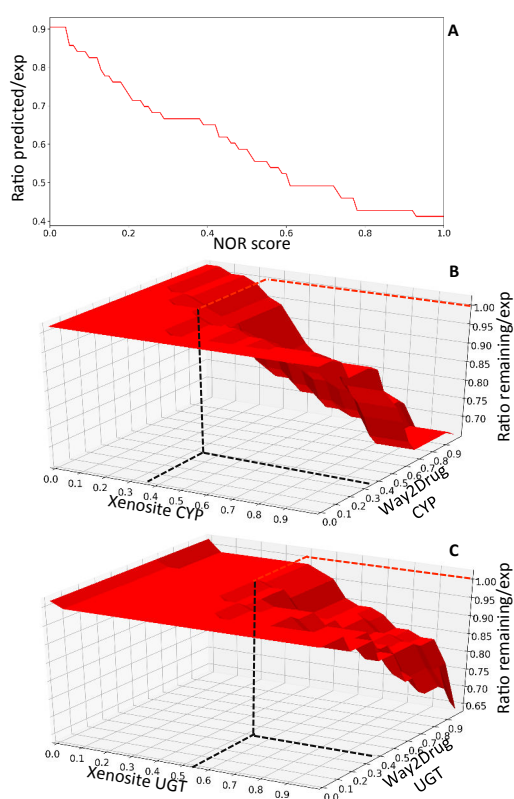 A
Ratio predicted/exp
0.9
0.8
0.7
0.6
0.5
0.4
0.0 0.2 0.4 0.6 0.8 1.0
NOR score
B
1.00
0.95
0.90
0.85
0.80
0.75
0.70
Ratio remaining/exp
0.0 0.1 0.2 0.3 0.4 0.5 0.6 0.7 0.8 0.9
Xenosite CYP
0.0 0.1 0.2 0.3 0.4 0.5 0.6 0.7 0.8 0.9
Way2Drug
CYP
C
1.00
0.95
0.90
0.85
0.80
0.75
0.70
0.65
Ratio remaining/exp
0.0 0.1 0.2 0.3 0.4 0.5 0.6 0.7 0.8 0.9
Xenosite UGT
0.0 0.1 0.2 0.3 0.4 0.5 0.6 0.7 0.8 0.9
Way2Drug
UGT